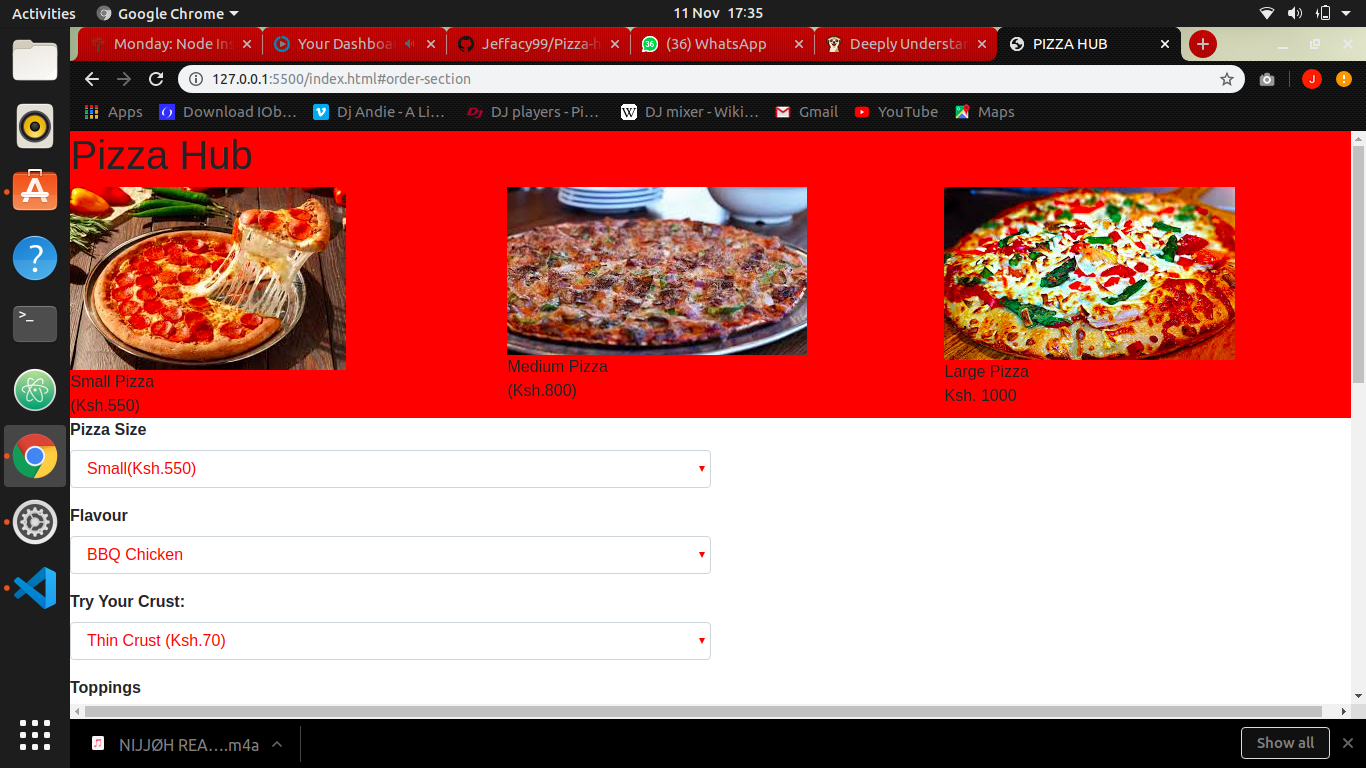 Activities Google Chrome 11 Nov 17:35
Monday: Node Ins Your Dashboa Jeffacy99/Pizza-h (36) WhatsApp Deeply Understan PIZZA HUB
127.0.0.1:5500/index.html#order-section J
Apps Download IOb… Dj Andie - A Li… DJ players - Pi… DJ mixer - Wiki… Gmail YouTube Maps
Pizza Hub
Small Pizza
(Ksh.550)
Medium Pizza
(Ksh.800)
Large Pizza
Ksh. 1000
Pizza Size
Small(Ksh.550)
Flavour
BBQ Chicken
Try Your Crust:
Thin Crust (Ksh.70)
Toppings
NIJJØH REA….m4a Show all